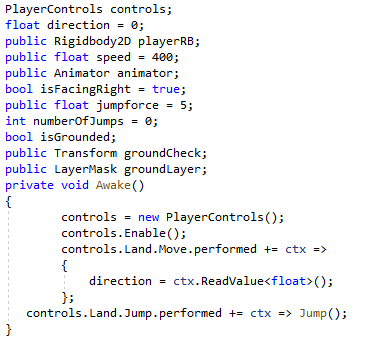 PlayerControls controls;
float direction = 0;
public Rigidbody2D playerRB;
public float speed = 400;
public Animator animator;
bool isFacingRight = true;
public float jumpforce = 5;
int numberOfJumps = 0;
bool isGrounded;
public Transform groundCheck;
public LayerMask groundLayer;
private void Awake()
{
controls = new PlayerControls();
controls.Enable();
controls.Land.Move.performed += ctx =>
{
direction = ctx.ReadValue<float>();
};
controls.Land.Jump.performed += ctx => Jump();
}